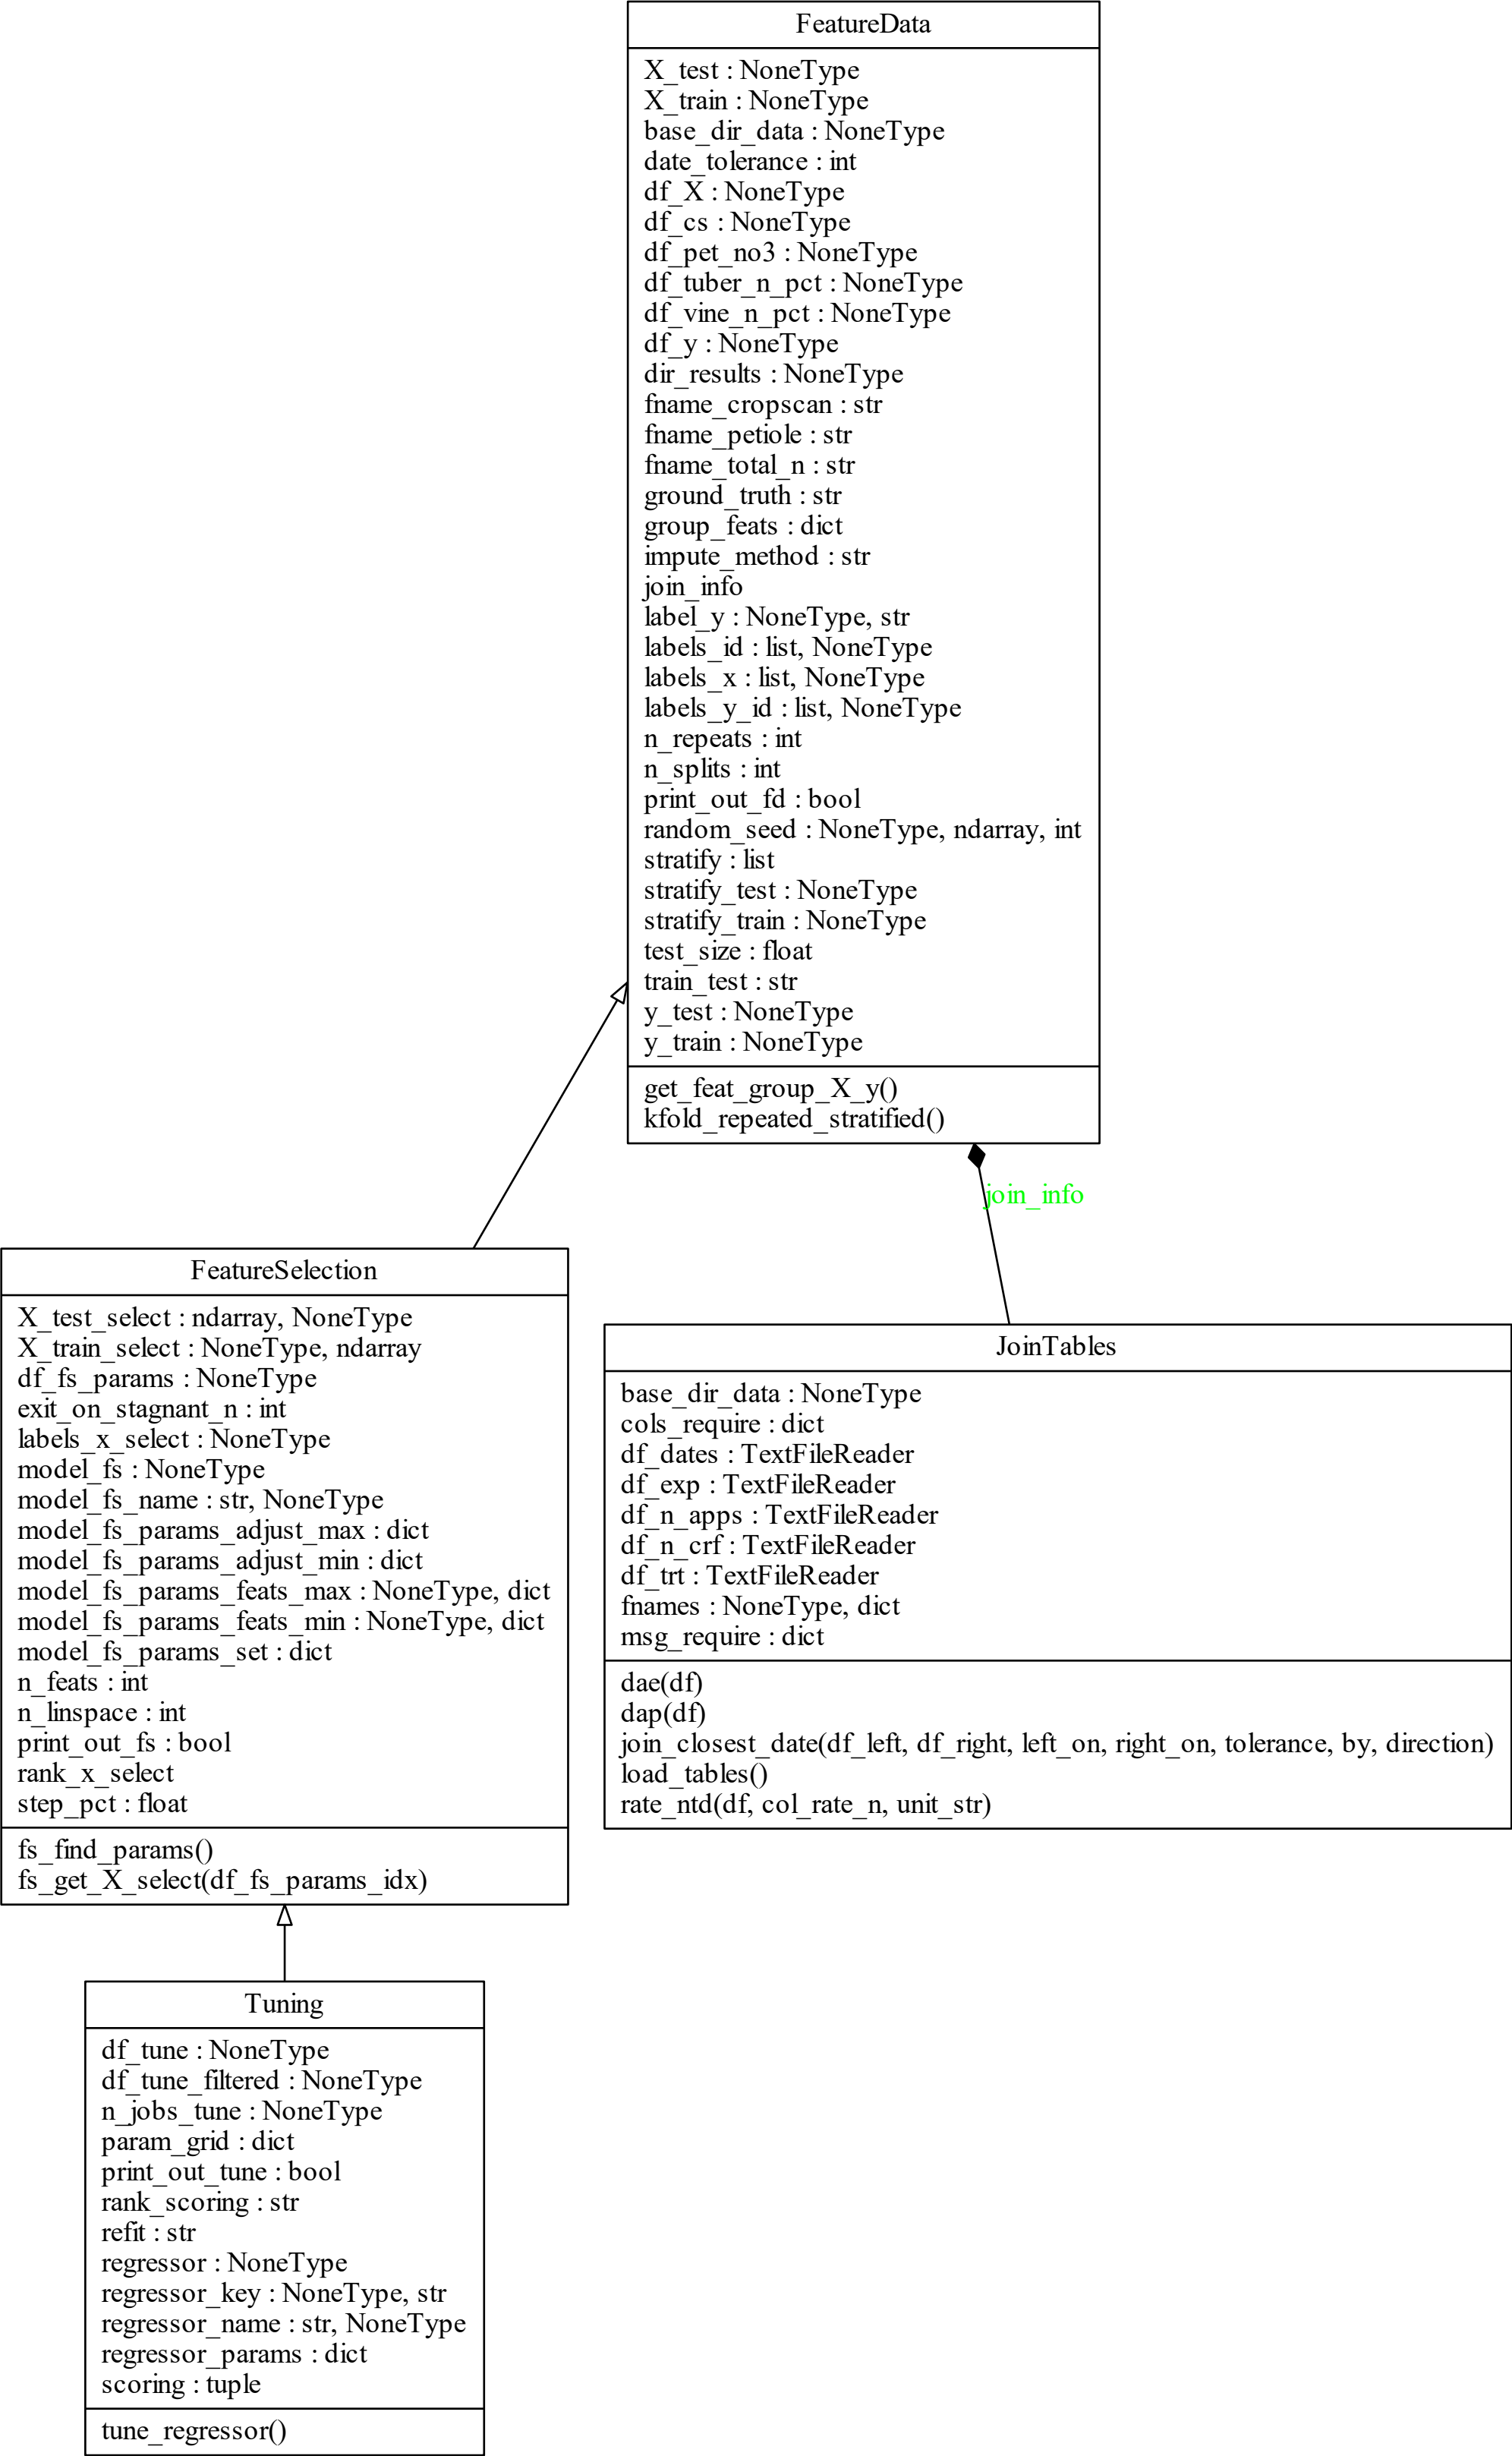 FeatureData
X_test : NoneType
X_train : NoneType
base_dir_data : NoneType
date_tolerance : int
df_X : NoneType
df_cs : NoneType
df_pet_no3 : NoneType
df_tuber_n_pct : NoneType
df_vine_n_pct : NoneType
df_y : NoneType
dir_results : NoneType
fname_cropscan : str
fname_petiole : str
fname_total_n : str
ground_truth : str
group_feats : dict
impute_method : str
join_info
label_y : NoneType, str
labels_id : list, NoneType
labels_x : list, NoneType
labels_y_id : list, NoneType
n_repeats : int
n_splits : int
print_out_fd : bool
random_seed : NoneType, ndarray, int
stratify : list
stratify_test : NoneType
stratify_train : NoneType
test_size : float
train_test : str
y_test : NoneType
y_train : NoneType
get_feat_group_X_y()
kfold_repeated_stratified()
join_info
FeatureSelection
X_test_select : ndarray, NoneType
X_train_select : NoneType, ndarray
df_fs_params : NoneType
exit_on_stagnant_n : int
labels_x_select : NoneType
model_fs : NoneType
model_fs_name : str, NoneType
model_fs_params_adjust_max : dict
model_fs_params_adjust_min : dict
model_fs_params_feats_max : NoneType, dict
model_fs_params_feats_min : NoneType, dict
model_fs_params_set : dict
n_feats : int
n_linspace : int
print_out_fs : bool
rank_x_select
step_pct : float
fs_find_params()
fs_get_X_select(df_fs_params_idx)
JoinTables
base_dir_data : NoneType
cols_require : dict
df_dates : TextFileReader
df_exp : TextFileReader
df_n_apps : TextFileReader
df_n_crf : TextFileReader
df_trt : TextFileReader
fnames : NoneType, dict
msg_require : dict
dae(df)
dap(df)
join_closest_date(df_left, df_right, left_on, right_on, tolerance, by, direction)
load_tables()
rate_ntd(df, col_rate_n, unit_str)
Tuning
df_tune : NoneType
df_tune_filtered : NoneType
n_jobs_tune : NoneType
param_grid : dict
print_out_tune : bool
rank_scoring : str
refit : str
regressor : NoneType
regressor_key : NoneType, str
regressor_name : str, NoneType
regressor_params : dict
scoring : tuple
tune_regressor()